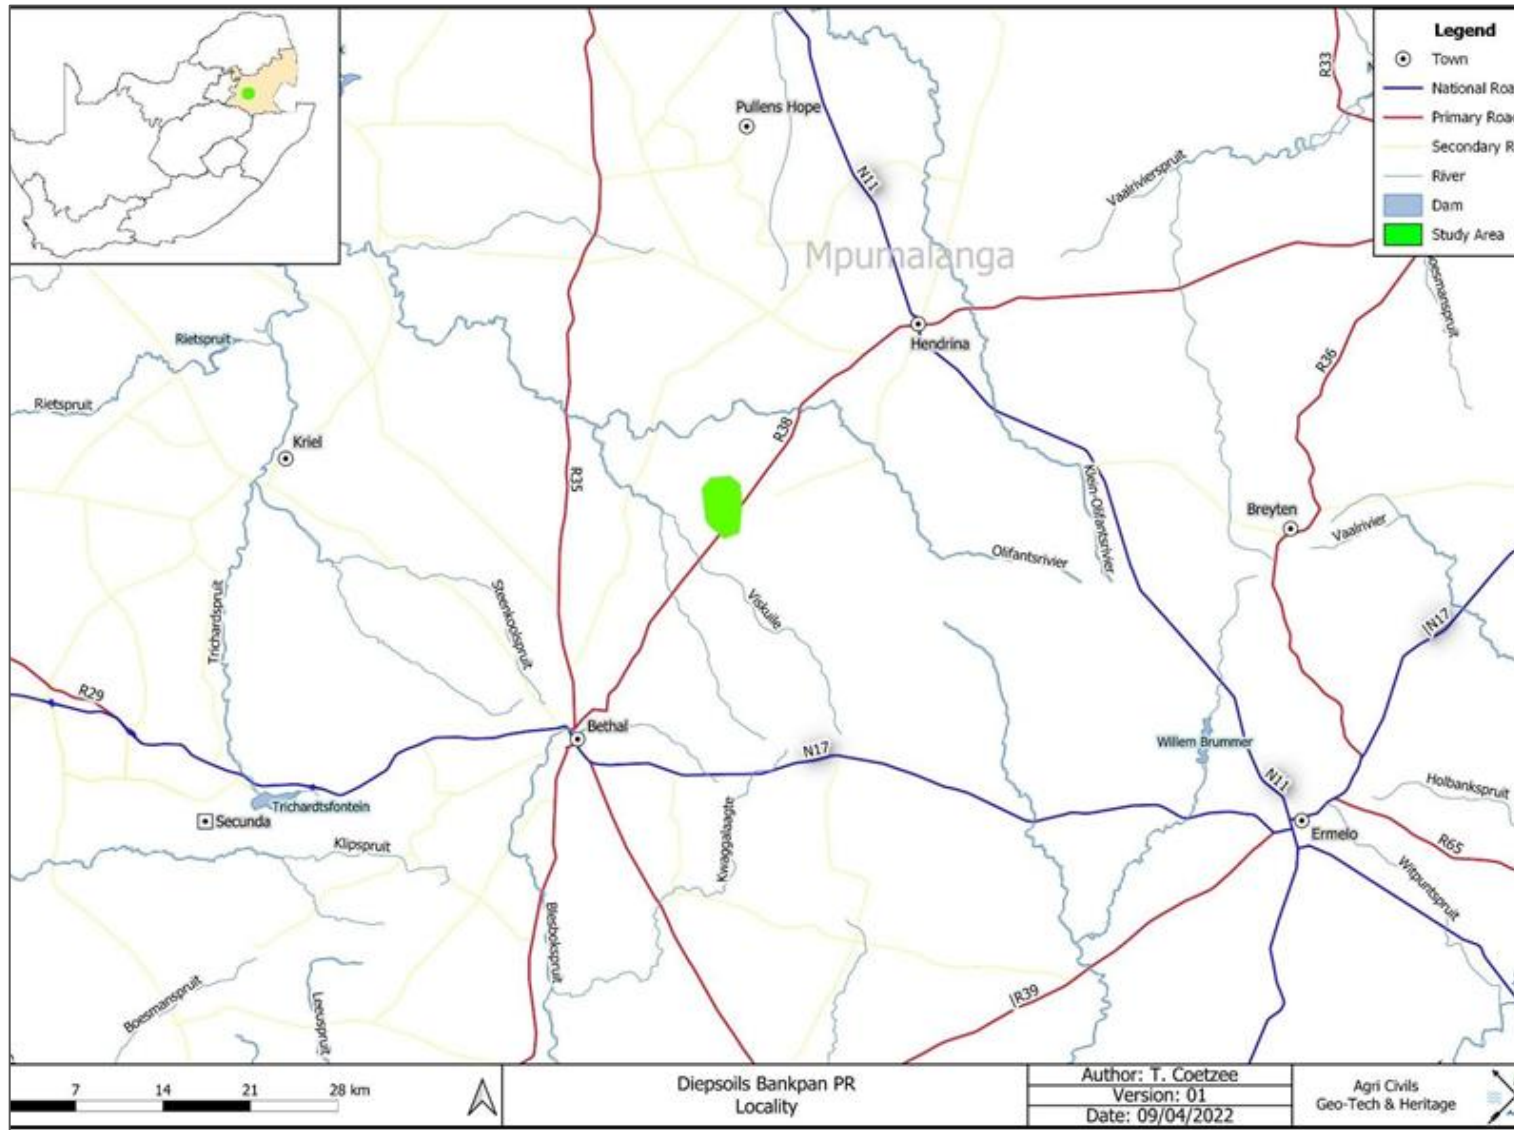 Legend
Town
National Roa
Primary Road
Secondary R
River
Dam
Study Area
R33
Pullens Hope
N11
Vaalrivierspruit
Mpumalanga
Boesmanspruit
Rietspruit
Hendrina
R36
Rietspruit
R38
Kriel
R35
Klein-Olifantsrivier
Breyten
Vaalrivier
Olifantsrivier
Trichardspruit
Steenkoolspruit
Viskuile
N17
R29
Bethal
N17
Willem Brummer
N11
Holbankspruit
Trichardtsfontein
Secunda
Ermelo
R65
Klipspruit
Kwaggalaagte
Witpuntspruit
Blesbokspruit
R39
Boesmanspruit
Leeuspruit
7 14 21 28 km
Diepsoils Bankpan PR
Locality
Author: T. Coetzee
Version: 01
Date: 09/04/2022
Agri Civils
Geo-Tech & Heritage